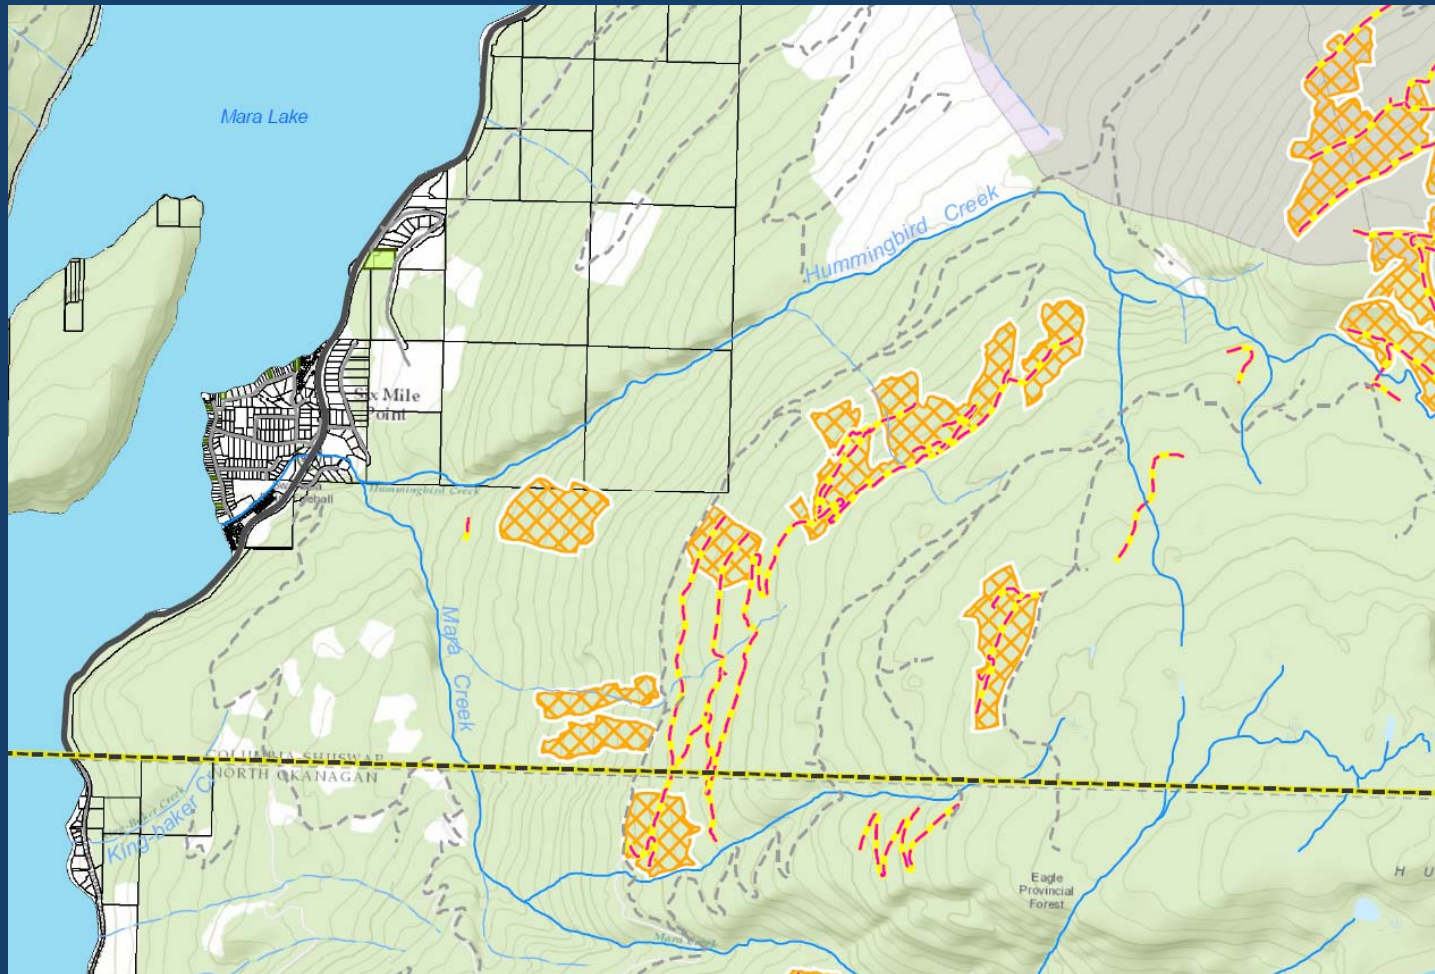 Mara Lake
Hummingbird Creek
Six Mile
Point
Hummingbird Creek
Mara Creek
COLUMBIA SHUSWAP
NORTH OKANAGAN
King-baker Cr
Eagle
Provincial
Forest
H U
Mara Creek